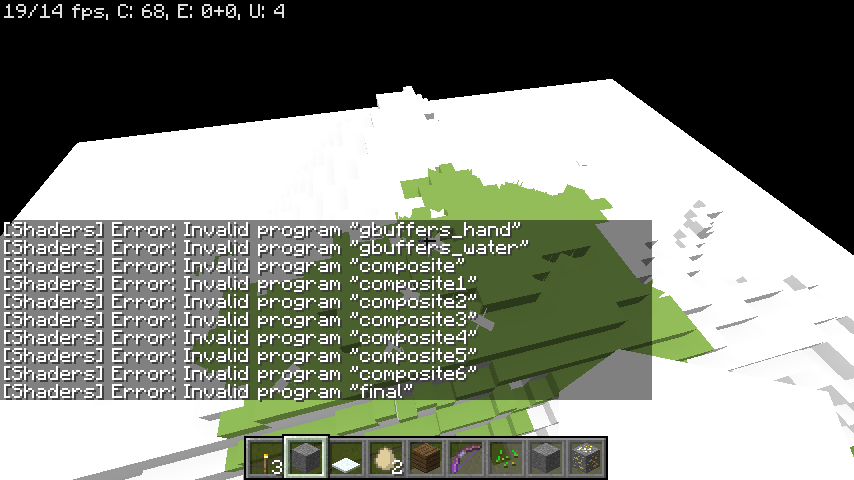 19/14 fps, C: 68, E: 0+0, U: 4
[Shaders] Error: Invalid program "gbuffers_hand"
[Shaders] Error: Invalid program "gbuffers_water"
[Shaders] Error: Invalid program "composite"
[Shaders] Error: Invalid program "composite1"
[Shaders] Error: Invalid program "composite2"
[Shaders] Error: Invalid program "composite3"
[Shaders] Error: Invalid program "composite4"
[Shaders] Error: Invalid program "composite5"
[Shaders] Error: Invalid program "composite6"
[Shaders] Error: Invalid program "final"
3 2